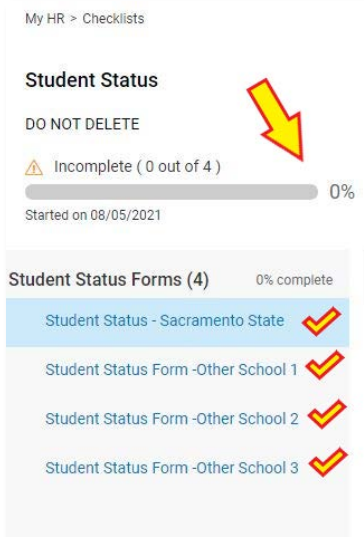 My HR > Checklists
Student Status
DO NOT DELETE
Incomplete ( 0 out of 4 )
0%
Started on 08/05/2021
Student Status Forms (4) 0% complete
Student Status - Sacramento State
Student Status Form -Other School 1
Student Status Form -Other School 2
Student Status Form -Other School 3